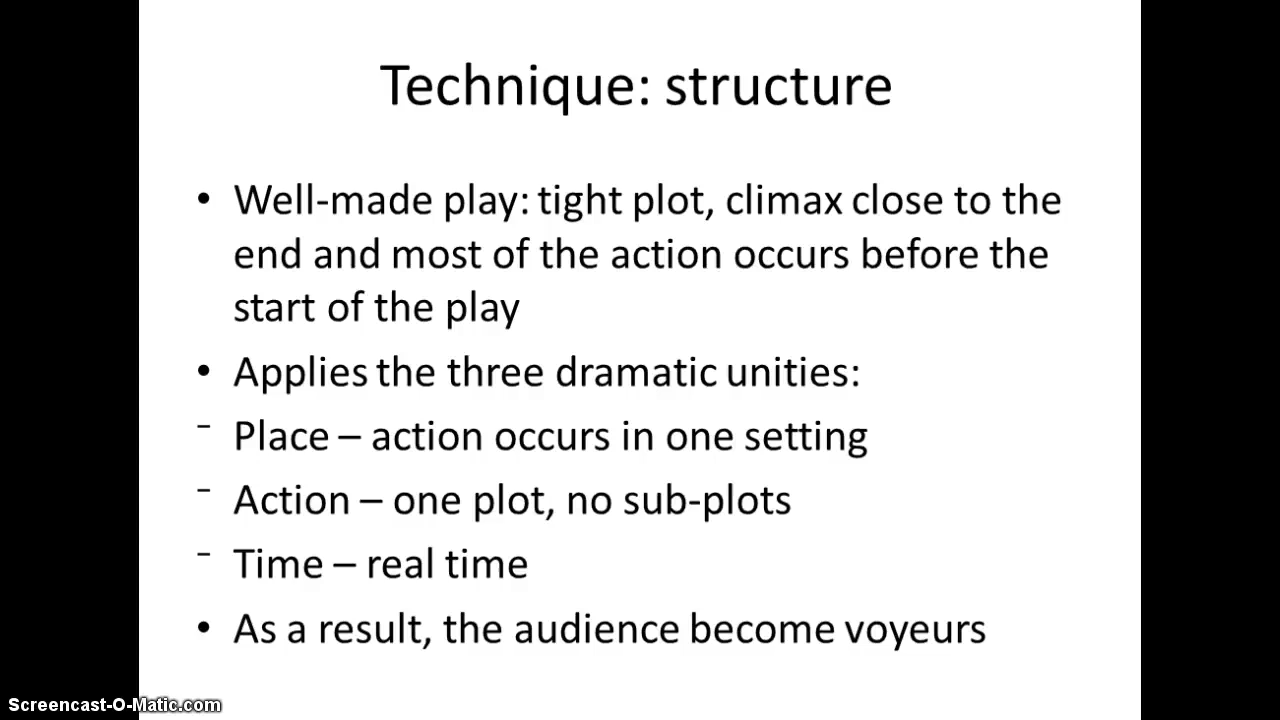 Technique: structure
• Well-made play: tight plot, climax close to the
end and most of the action occurs before the
start of the play
• Applies the three dramatic unities:
⁻ Place – action occurs in one setting
⁻ Action – one plot, no sub-plots
⁻ Time – real time
• As a result, the audience become voyeurs
Screencast-O-Matic.com